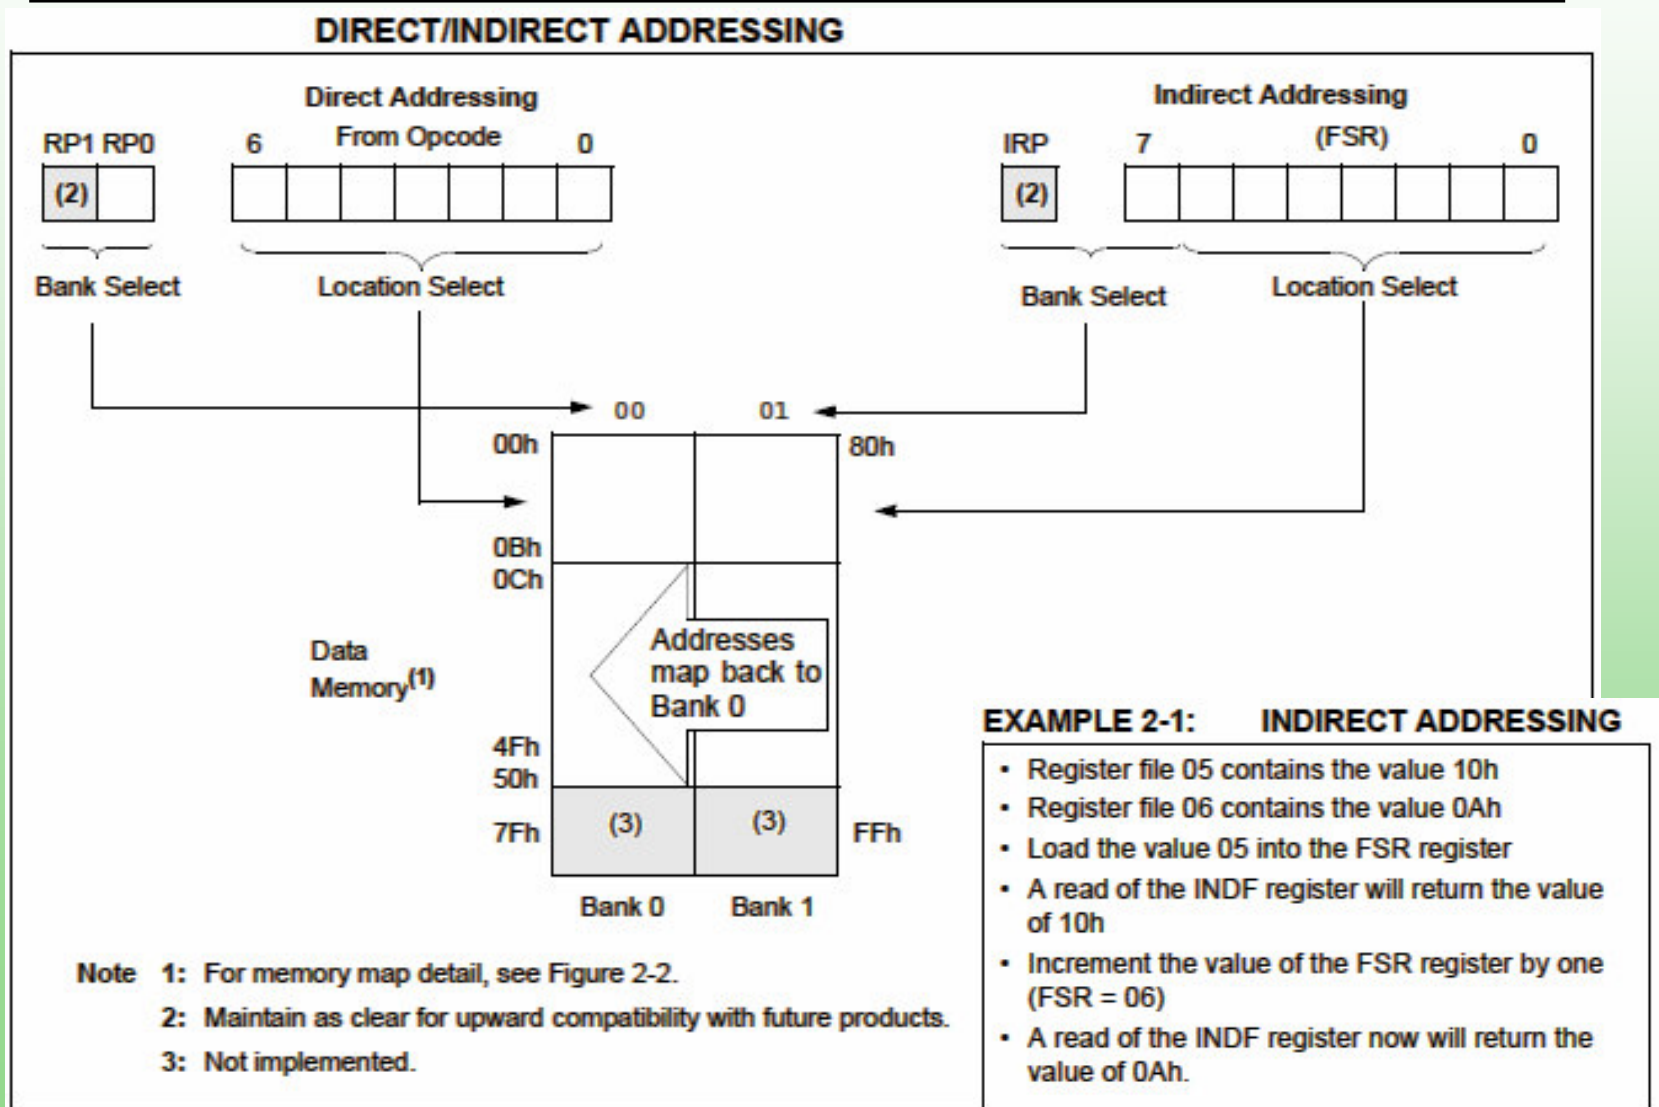 DIRECT/INDIRECT ADDRESSING
Direct Addressing
RP1 RP0 6 From Opcode 0
(2)
Bank Select Location Select
Indirect Addressing
IRP 7 (FSR) 0
(2)
Bank Select Location Select
00 01
00h 80h
0Bh
0Ch
Data
Memory(1)
Addresses
map back to
Bank 0
4Fh
50h
7Fh (3) (3) FFh
Bank 0 Bank 1
Note 1: For memory map detail, see Figure 2-2.
2: Maintain as clear for upward compatibility with future products.
3: Not implemented.
EXAMPLE 2-1: INDIRECT ADDRESSING
• Register file 05 contains the value 10h
• Register file 06 contains the value 0Ah
• Load the value 05 into the FSR register
• A read of the INDF register will return the value
of 10h
• Increment the value of the FSR register by one
(FSR = 06)
• A read of the INDF register now will return the
value of 0Ah.